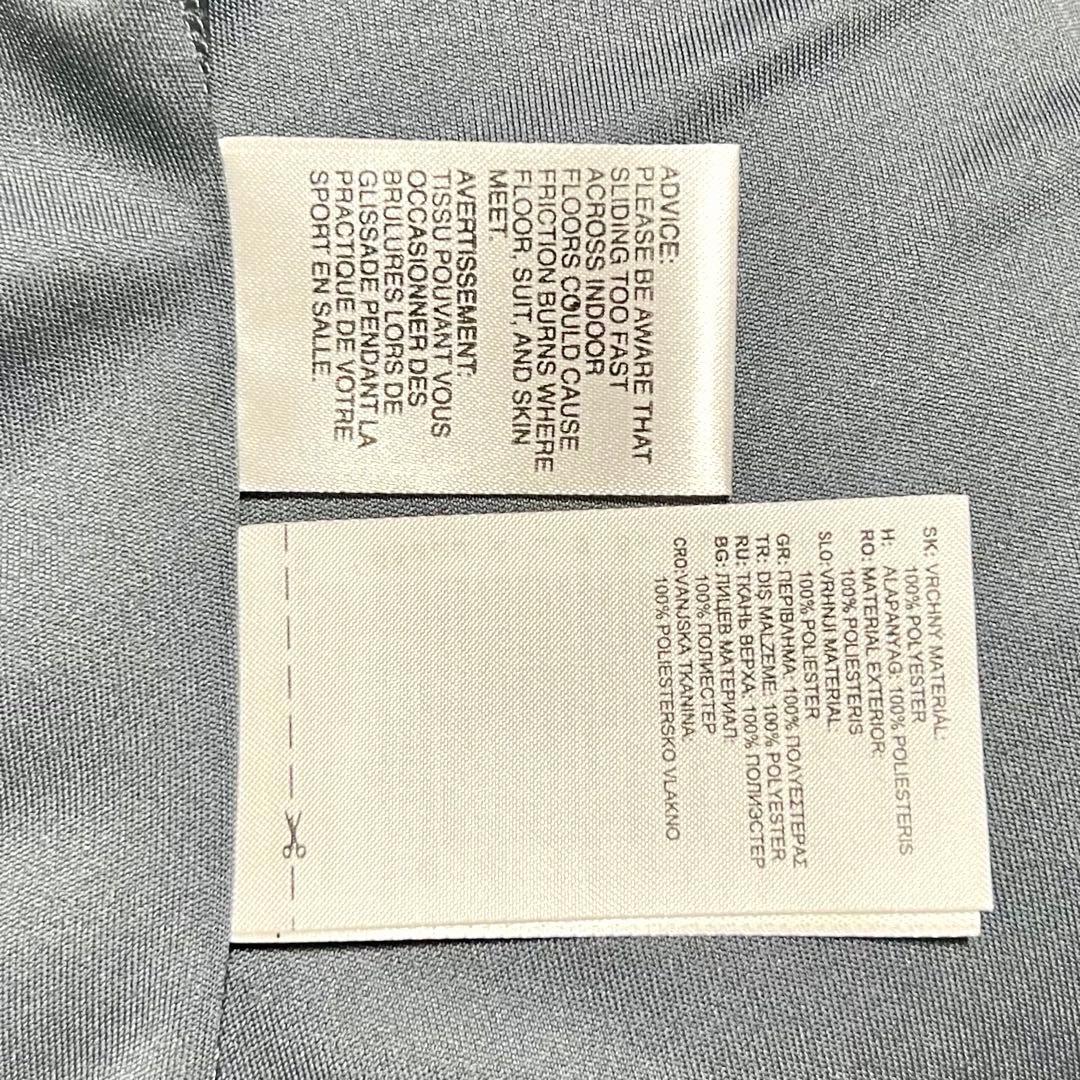 ADVICE:
PLEASE BE AWARE THAT
SLIDING TOO FAST
ACROSS INDOOR
FLOORS COULD CAUSE
FRICTION BURNS WHERE
FLOOR, SUIT, AND SKIN
MEET.
AVERTISSEMENT:
TISSU POUVANT VOUS
OCCASIONNER DES
BRULURES LORS DE
GLISSADE PENDANT LA
PRACTIQUE DE VOTRE
SPORT EN SALLE.
SK: VRCHNÝ MATERIÁL:
100% POLYESTER
H: ALAPANYAG: 100% POLIESTERIS
RO: MATERIAL EXTERIOR:
100% POLIESTERIS
SLO: VRHNJI MATERIAL:
100% POLIESTER
GR: ΠΕΡΙΒΛΗΜΑ: 100% ΠΟΛΥΕΣΤΕΡΑΣ
TR: DIŞ MALZEME: 100% POLYESTER
RU: ТКАНЬ ВЕРХА: 100% ПОЛИЭСТЕР
BG: ЛИЦЕВ МАТЕРИАЛ:
100% ПОЛИЕСТЕР
CRO: VANJSKA TKANINA:
100% POLIESTERSKO VLAKNO